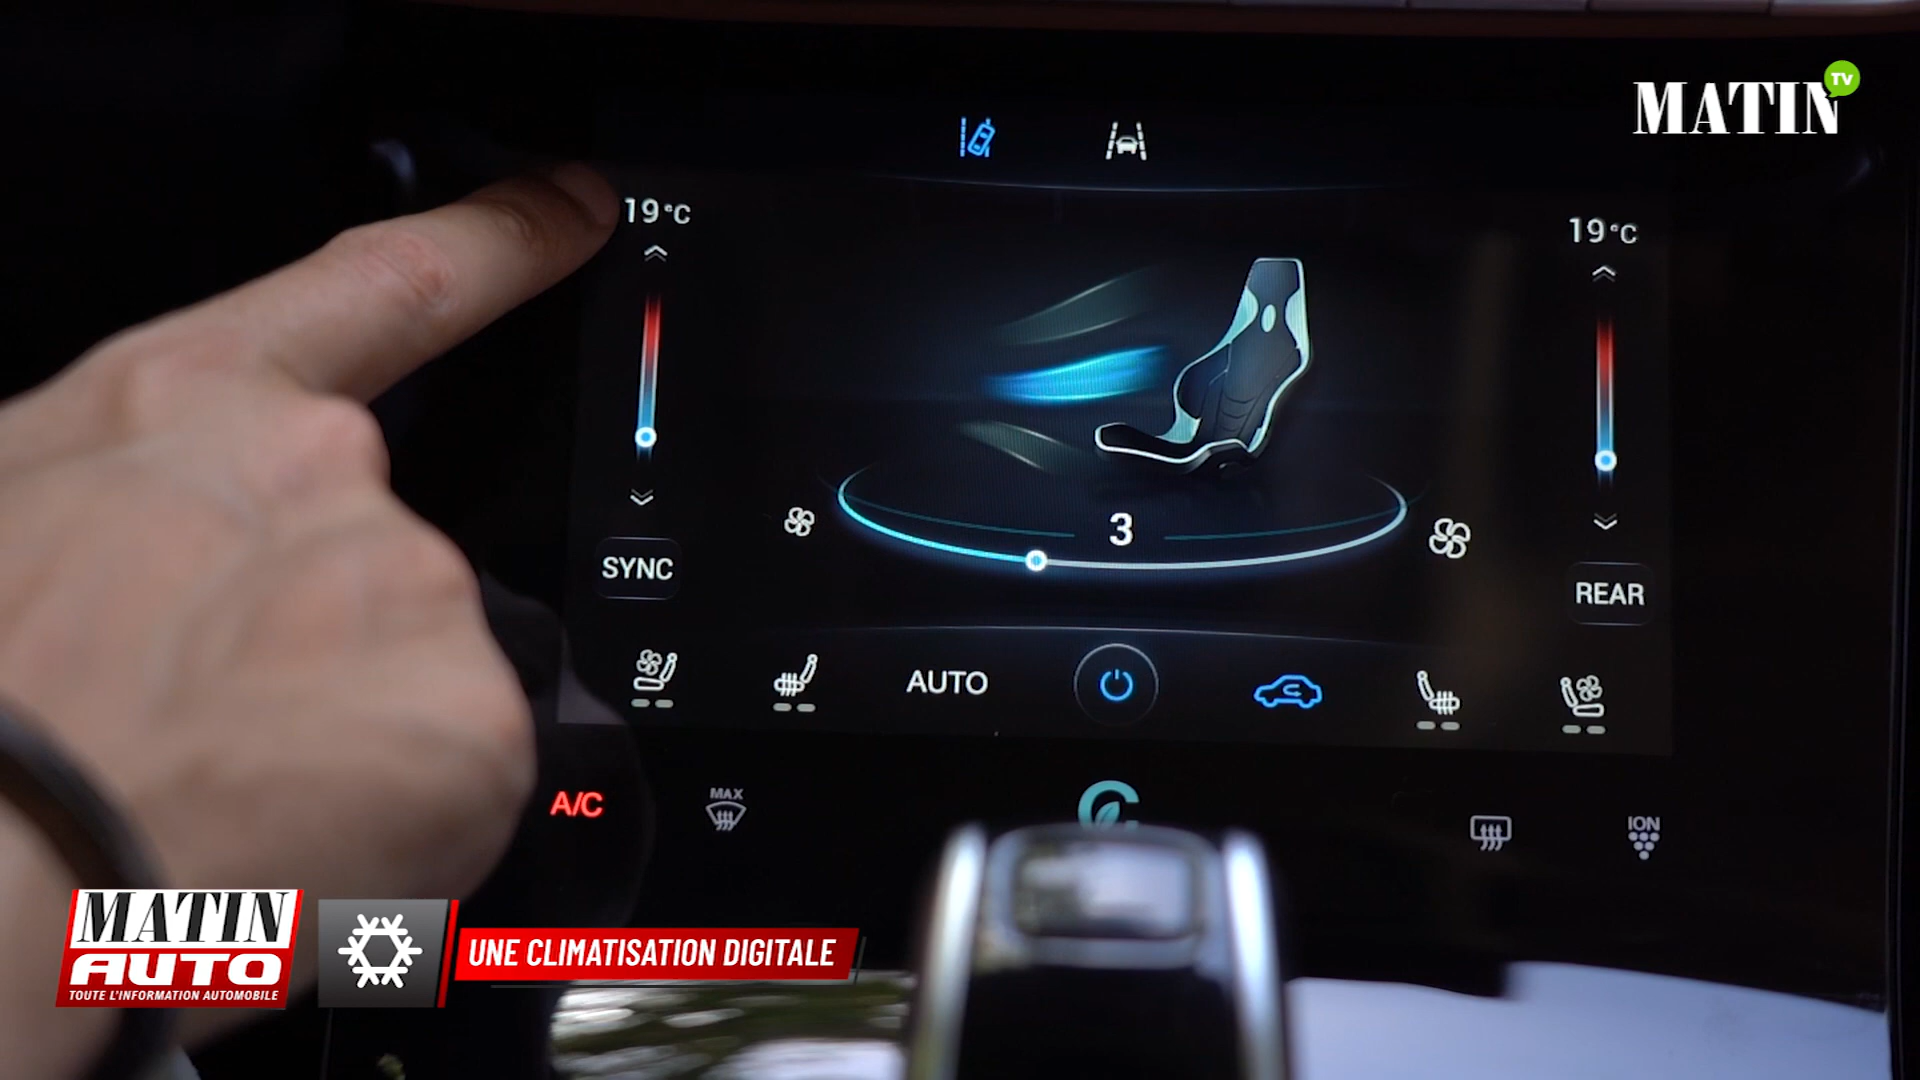 MATIN TV
19°C
19°C
3
SYNC
REAR
AUTO
A/C
MAX
ION
MATIN
AUTO
TOUTE L'INFORMATION AUTOMOBILE
UNE CLIMATISATION DIGITALE